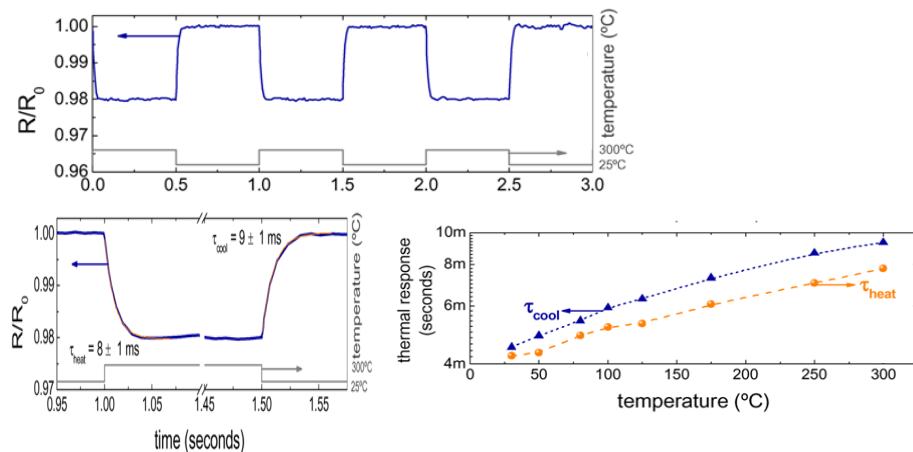 1.00
0.99
0.98
0.97
0.96
R/R0
0.0 0.5 1.0 1.5 2.0 2.5 3.0
temperature (ºC)
300ºC
25ºC
1.00
0.99
0.98
0.97
R/Ro
τcool = 9 ± 1 ms
τheat = 8 ± 1 ms
temperature (ºC)
300ºC
25ºC
0.95 1.00 1.05 1.45 1.50 1.55
time (seconds)
10m
6m
4m
thermal response
(seconds)
τcool
τheat
0 50 100 150 200 250 300
temperature (ºC)